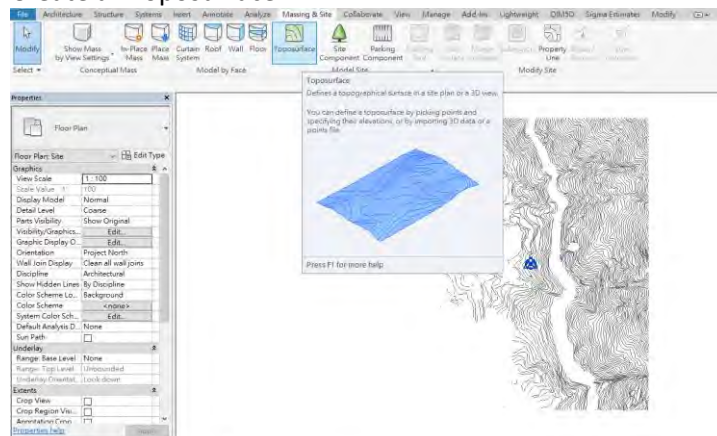 Create a Toposurface
File Architecture Structure Systems Insert Annotate Analyze Massing & Site Collaborate View Manage Add-Ins Lightweight Sigma Estimates Modify
Modify Show Mass by View Settings In-Place Mass Place Mass Curtain System Roof Wall Floor Toposurface Site Component Parking Component Property Line
Select Conceptual Mass Model by Face Model Site Modify Site
Toposurface
Defines a topographical surface in a site plan or a 3D view.
You can define a toposurface by picking points and
specifying their elevations, or by importing 3D data or a
points file.
Press F1 for more help
Properties
Floor Plan
Floor Plan: Site Edit Type
Graphics
View Scale 1 : 100
Scale Value 1: 100
Display Model Normal
Detail Level Coarse
Parts Visibility Show Original
Visibility/Graphics... Edit...
Graphic Display O... Edit...
Orientation Project North
Wall Join Display Clean all wall joins
Discipline Architectural
Show Hidden Lines By Discipline
Color Scheme Lo... Background
Color Scheme <none>
System Color Sch... Edit...
Default Analysis D... None
Sun Path
Underlay
Range: Base Level None
Range: Top Level Unbounded
Underlay Orientat... Look down
Extents
Crop View
Crop Region Vis...
Annotation Crop
Properties help